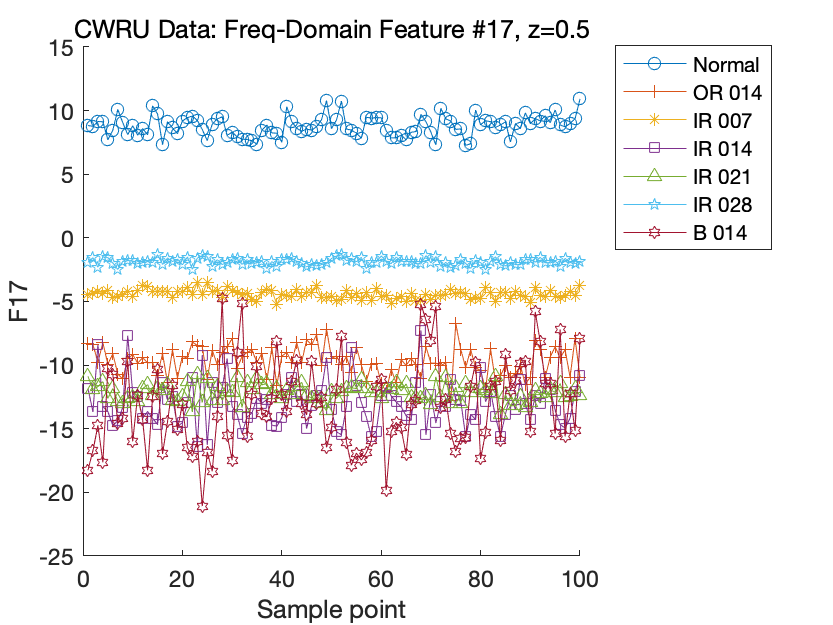 CWRU Data: Freq-Domain Feature #17, z=0.5
15
10
5
0
-5
-10
-15
-20
-25
F17
0 20 40 60 80 100
Sample point
Normal
OR 014
IR 007
IR 014
IR 021
IR 028
B 014